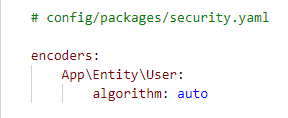 # config/packages/security.yaml
encoders:
App\Entity\User:
algorithm: auto